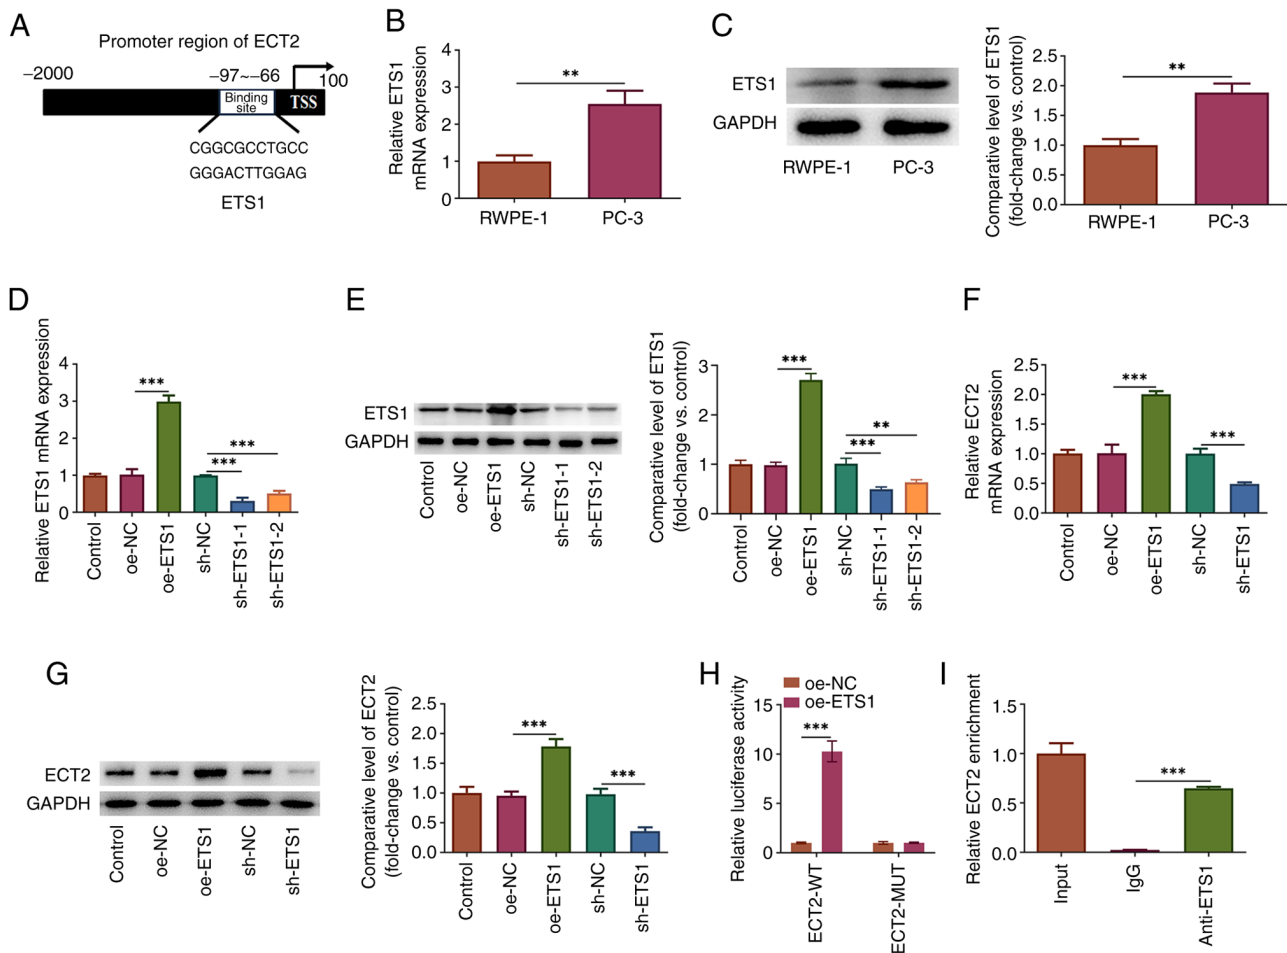 A
Promoter region of ECT2
−2000
−97~−66
100
Binding
site
TSS
CGGCGCCTGCC
GGGACTTGGAG
ETS1
B
Relative ETS1
mRNA expression
4
3
2
1
0
**
RWPE-1
PC-3
C
ETS1
GAPDH
RWPE-1
PC-3
Comparative level of ETS1
(fold-change vs. control)
2.5
2.0
1.5
1.0
0.5
0.0
**
RWPE-1
PC-3
D
Relative ETS1 mRNA expression
4
3
2
1
0
***
***
***
Control
oe-NC
oe-ETS1
sh-NC
sh-ETS1-1
sh-ETS1-2
E
ETS1
GAPDH
Control
oe-NC
oe-ETS1
sh-NC
sh-ETS1-1
sh-ETS1-2
Comparative level of ETS1
(fold-change vs. control)
3
2
1
0
***
**
***
Control
oe-NC
oe-ETS1
sh-NC
sh-ETS1-1
sh-ETS1-2
F
Relative ECT2
mRNA expression
2.5
2.0
1.5
1.0
0.5
0.0
***
***
Control
oe-NC
oe-ETS1
sh-NC
sh-ETS1
G
ECT2
GAPDH
Control
oe-NC
oe-ETS1
sh-NC
sh-ETS1
Comparative level of ECT2
(fold-change vs. control)
2.5
2.0
1.5
1.0
0.5
0.0
***
***
Control
oe-NC
oe-ETS1
sh-NC
sh-ETS1
H
oe-NC
oe-ETS1
Relative luciferase activity
15
10
5
0
***
ECT2-WT
ECT2-MUT
I
Relative ECT2 enrichment
1.5
1.0
0.5
0.0
***
Input
IgG
Anti-ETS1